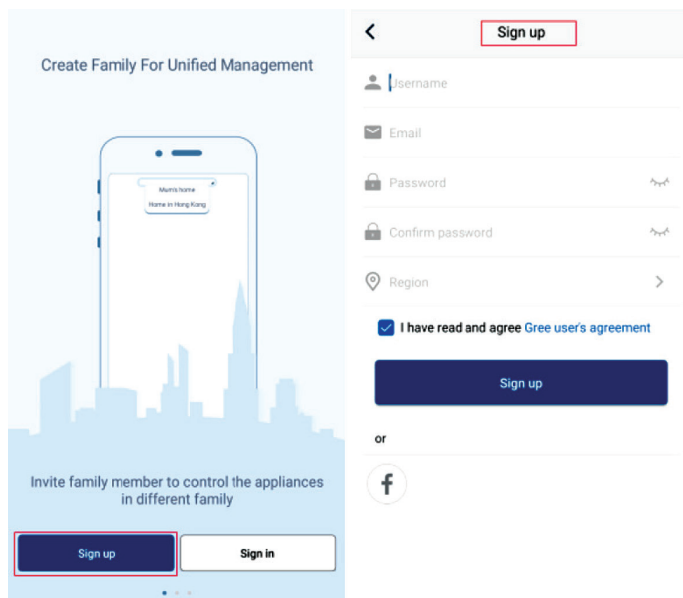 Create Family For Unified Management
Mum's home
Home in Hong Kong
Invite family member to control the appliances
in different family
Sign up
Sign in
Sign up
Username
Email
Password
Confirm password
Region
I have read and agree Gree user's agreement
Sign up
or
f